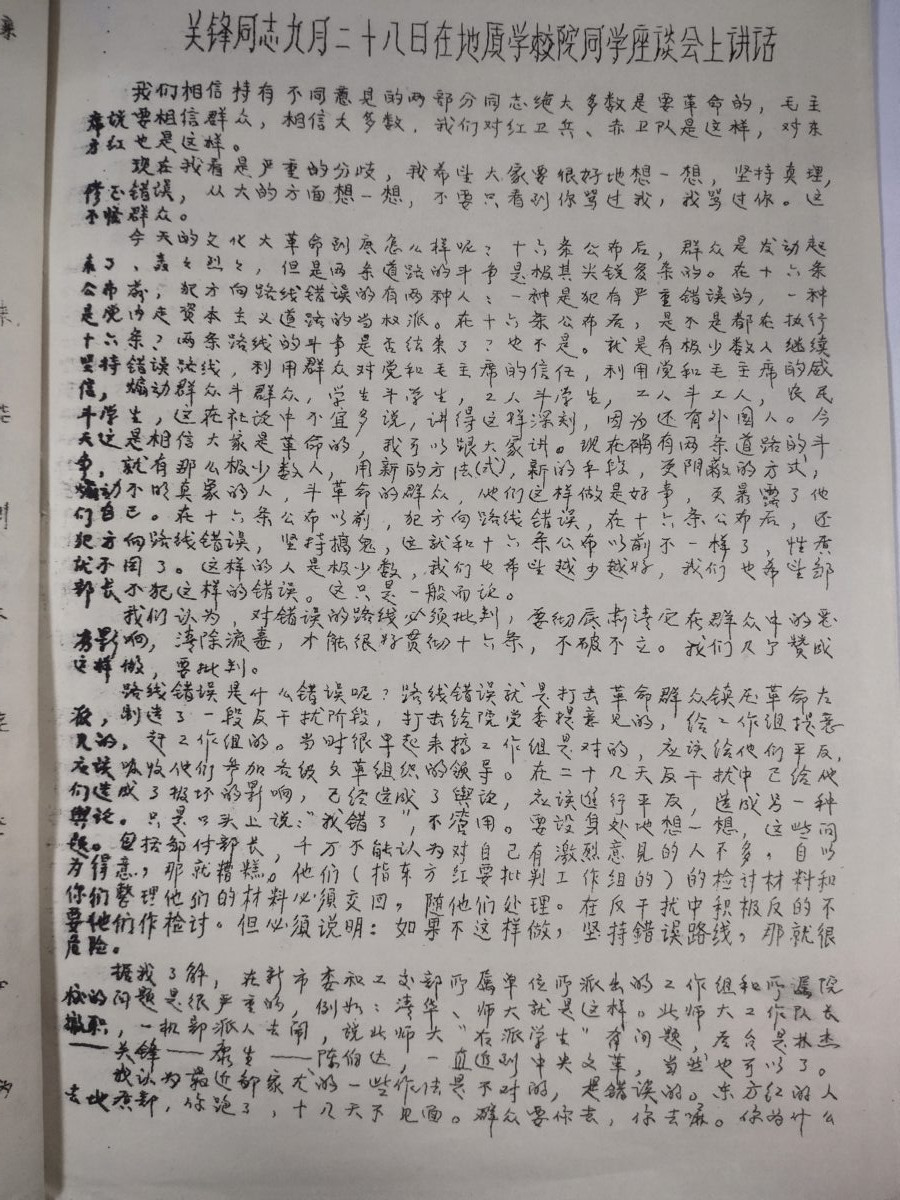 关锋同志九月二十八日在地质学校院同学座谈会上讲话
我们相信持有不同意见的两部分同志绝大多数是要革命的，毛主
席说要相信群众，相信大多数，我们对红卫兵、赤卫队是这样，对东
方红也是这样。
现在我看是严重的分歧，我希望大家要很好地想一想，坚持真理，
修正错误，从大的方面想一想，不要只看到你骂过我，我骂过你。这
不怪群众。
今天的文化大革命到底怎么样呢？十六条公布后，群众是发动起
来了，轰々烈々，但是两条道路的斗争是极其尖锐复杂的。在十六条
公布前，犯方向路线错误的有两种人：一种是犯有严重错误的，一种
是党内走资本主义道路的当权派。在十六条公布后，是不是都在执行
十六条？两条路线的斗争是否结束了？也不是。就是有极少数人继续
坚持错误路线，利用群众对党和毛主席的信任，利用党和毛主席的威
信，煽动群众斗群众，学生斗学生，工人斗学生，工人斗工人，农民
斗学生，这在社论中不宜多说，讲得这样深刻，因为还有外国人。今
天这是相信大家是革命的，我可以跟大家讲。现在确有两条道路的斗
争，就有那么极少数人，用新的方法(式)，新的手段，更阴蔽的方式，
煽动不明真象的人，斗革命的群众，他们这样做是好事，更暴露了他
们自己。在十六条公布以前，犯方向路线错误，在十六条公布后，还
犯方向路线错误，坚持搞鬼，这就和十六条公布以前不一样了，性质
就不同了。这样的人是极少数，我们也希望越少越好，我们也希望邹
部长不犯这样的错误。这只是一般而论。
我们认为，对错误的路线必须批判，要彻底肃清它在群众中的恶
劣影响，清除流毒，才能很好贯彻十六条，不破不立。我们几个赞成
这样做，要批判。
路线错误是什么错误呢？路线错误就是打击革命群众镇压革命左
派，制造了一段反干扰阶段，打击给院党委提意见的，给工作组提意
见的，赶工作组的。当时很早起来搞工作组是对的，应该给他们平反，
应该吸收他们参加各级文革组织的领导。在二十几天反干扰中已给他
们造成了极坏的影响，已经造成了舆论，应该进行平反，造成另一种
舆论。只是口头上说："我错了"，不管用。要设身处地想一想，这些问
题。包括邹付部长，千万不能认为对自己有激烈意见的人不多，自以
为得意，那就糟糕。他们（指东方红要批判工作组的）的检讨材料和
你们整理他们的材料必须交回，随他们处理。在反干扰中积极反的不
要他们作检讨。但必须说明：如果不这样做，坚持错误路线，那就很
危险。
据我了解，在新市委和工交部所属单位所派出的工作组和所属院
校的问题是很严重的，例如：清华、师大就是这样。此师大工作队长
撤职，一机部派人去闹，说此师大"右派学生"有问题，后台是林杰
——关锋——康生——陈伯达，一直追到中央文革，当然也可以了。
我认为最近邹家尤的一些作法是不对的，是错误的。东方红的人
去地质部，你跑了，十几天不见面。群众要你去，你去嘛。你为什么